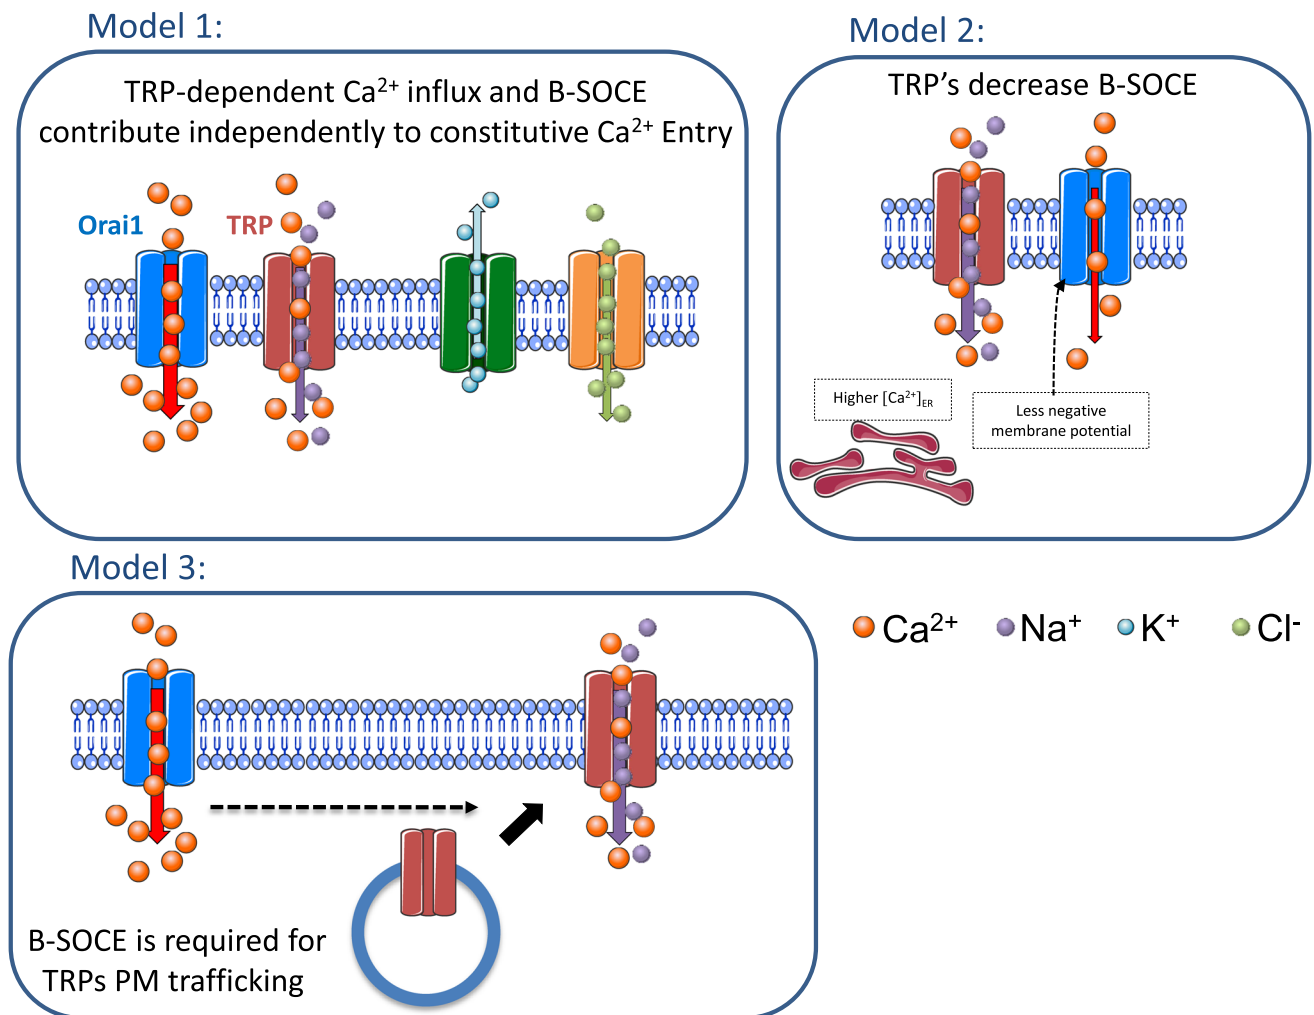 Model 1:
TRP-dependent Ca²⁺ influx and B-SOCE
contribute independently to constitutive Ca²⁺ Entry
Orai1
TRP
Model 2:
TRP’s decrease B-SOCE
Higher [Ca²⁺]ER
Less negative
membrane potential
Model 3:
B-SOCE is required for
TRPs PM trafficking
Ca²⁺
Na⁺
K⁺
Cl⁻